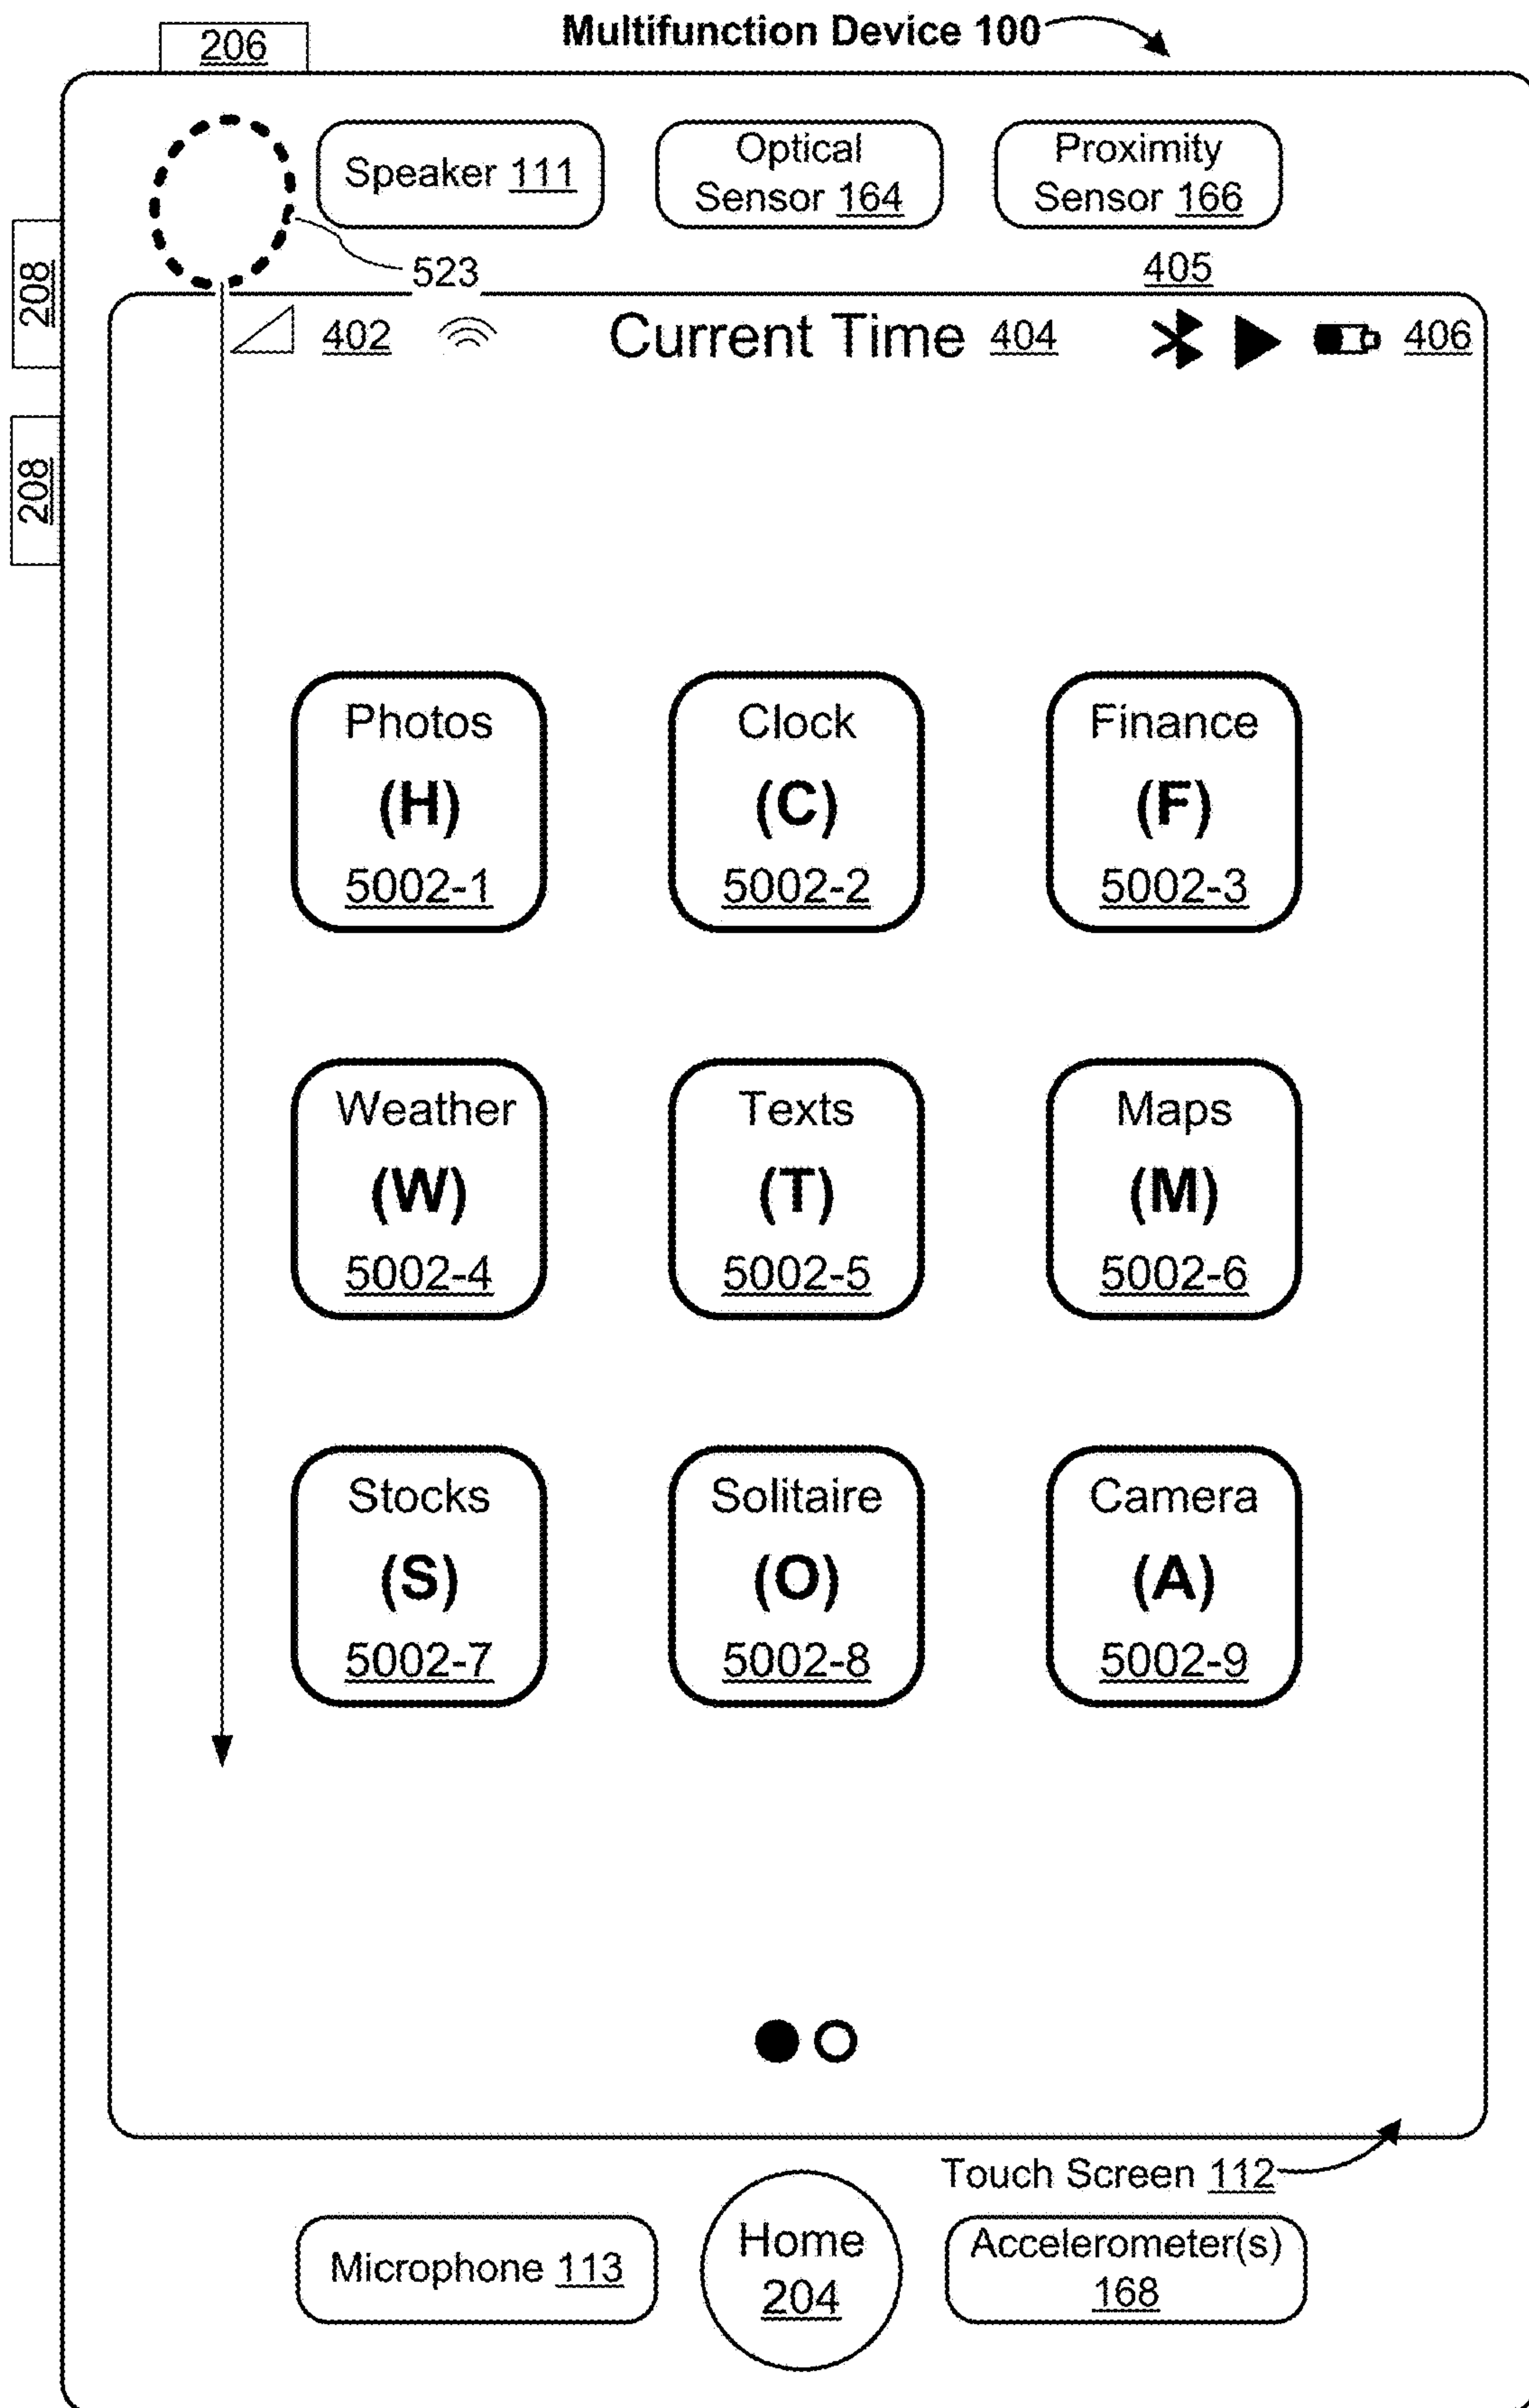 Multifunction Device 100
206
Speaker 111
Optical
Sensor 164
Proximity
Sensor 166
523
405
208
402
Current Time 404
406
208
Photos
(H)
5002-1
Clock
(C)
5002-2
Finance
(F)
5002-3
Weather
(W)
5002-4
Texts
(T)
5002-5
Maps
(M)
5002-6
Stocks
(S)
5002-7
Solitaire
(O)
5002-8
Camera
(A)
5002-9
Touch Screen 112
Microphone 113
Home
204
Accelerometer(s)
168